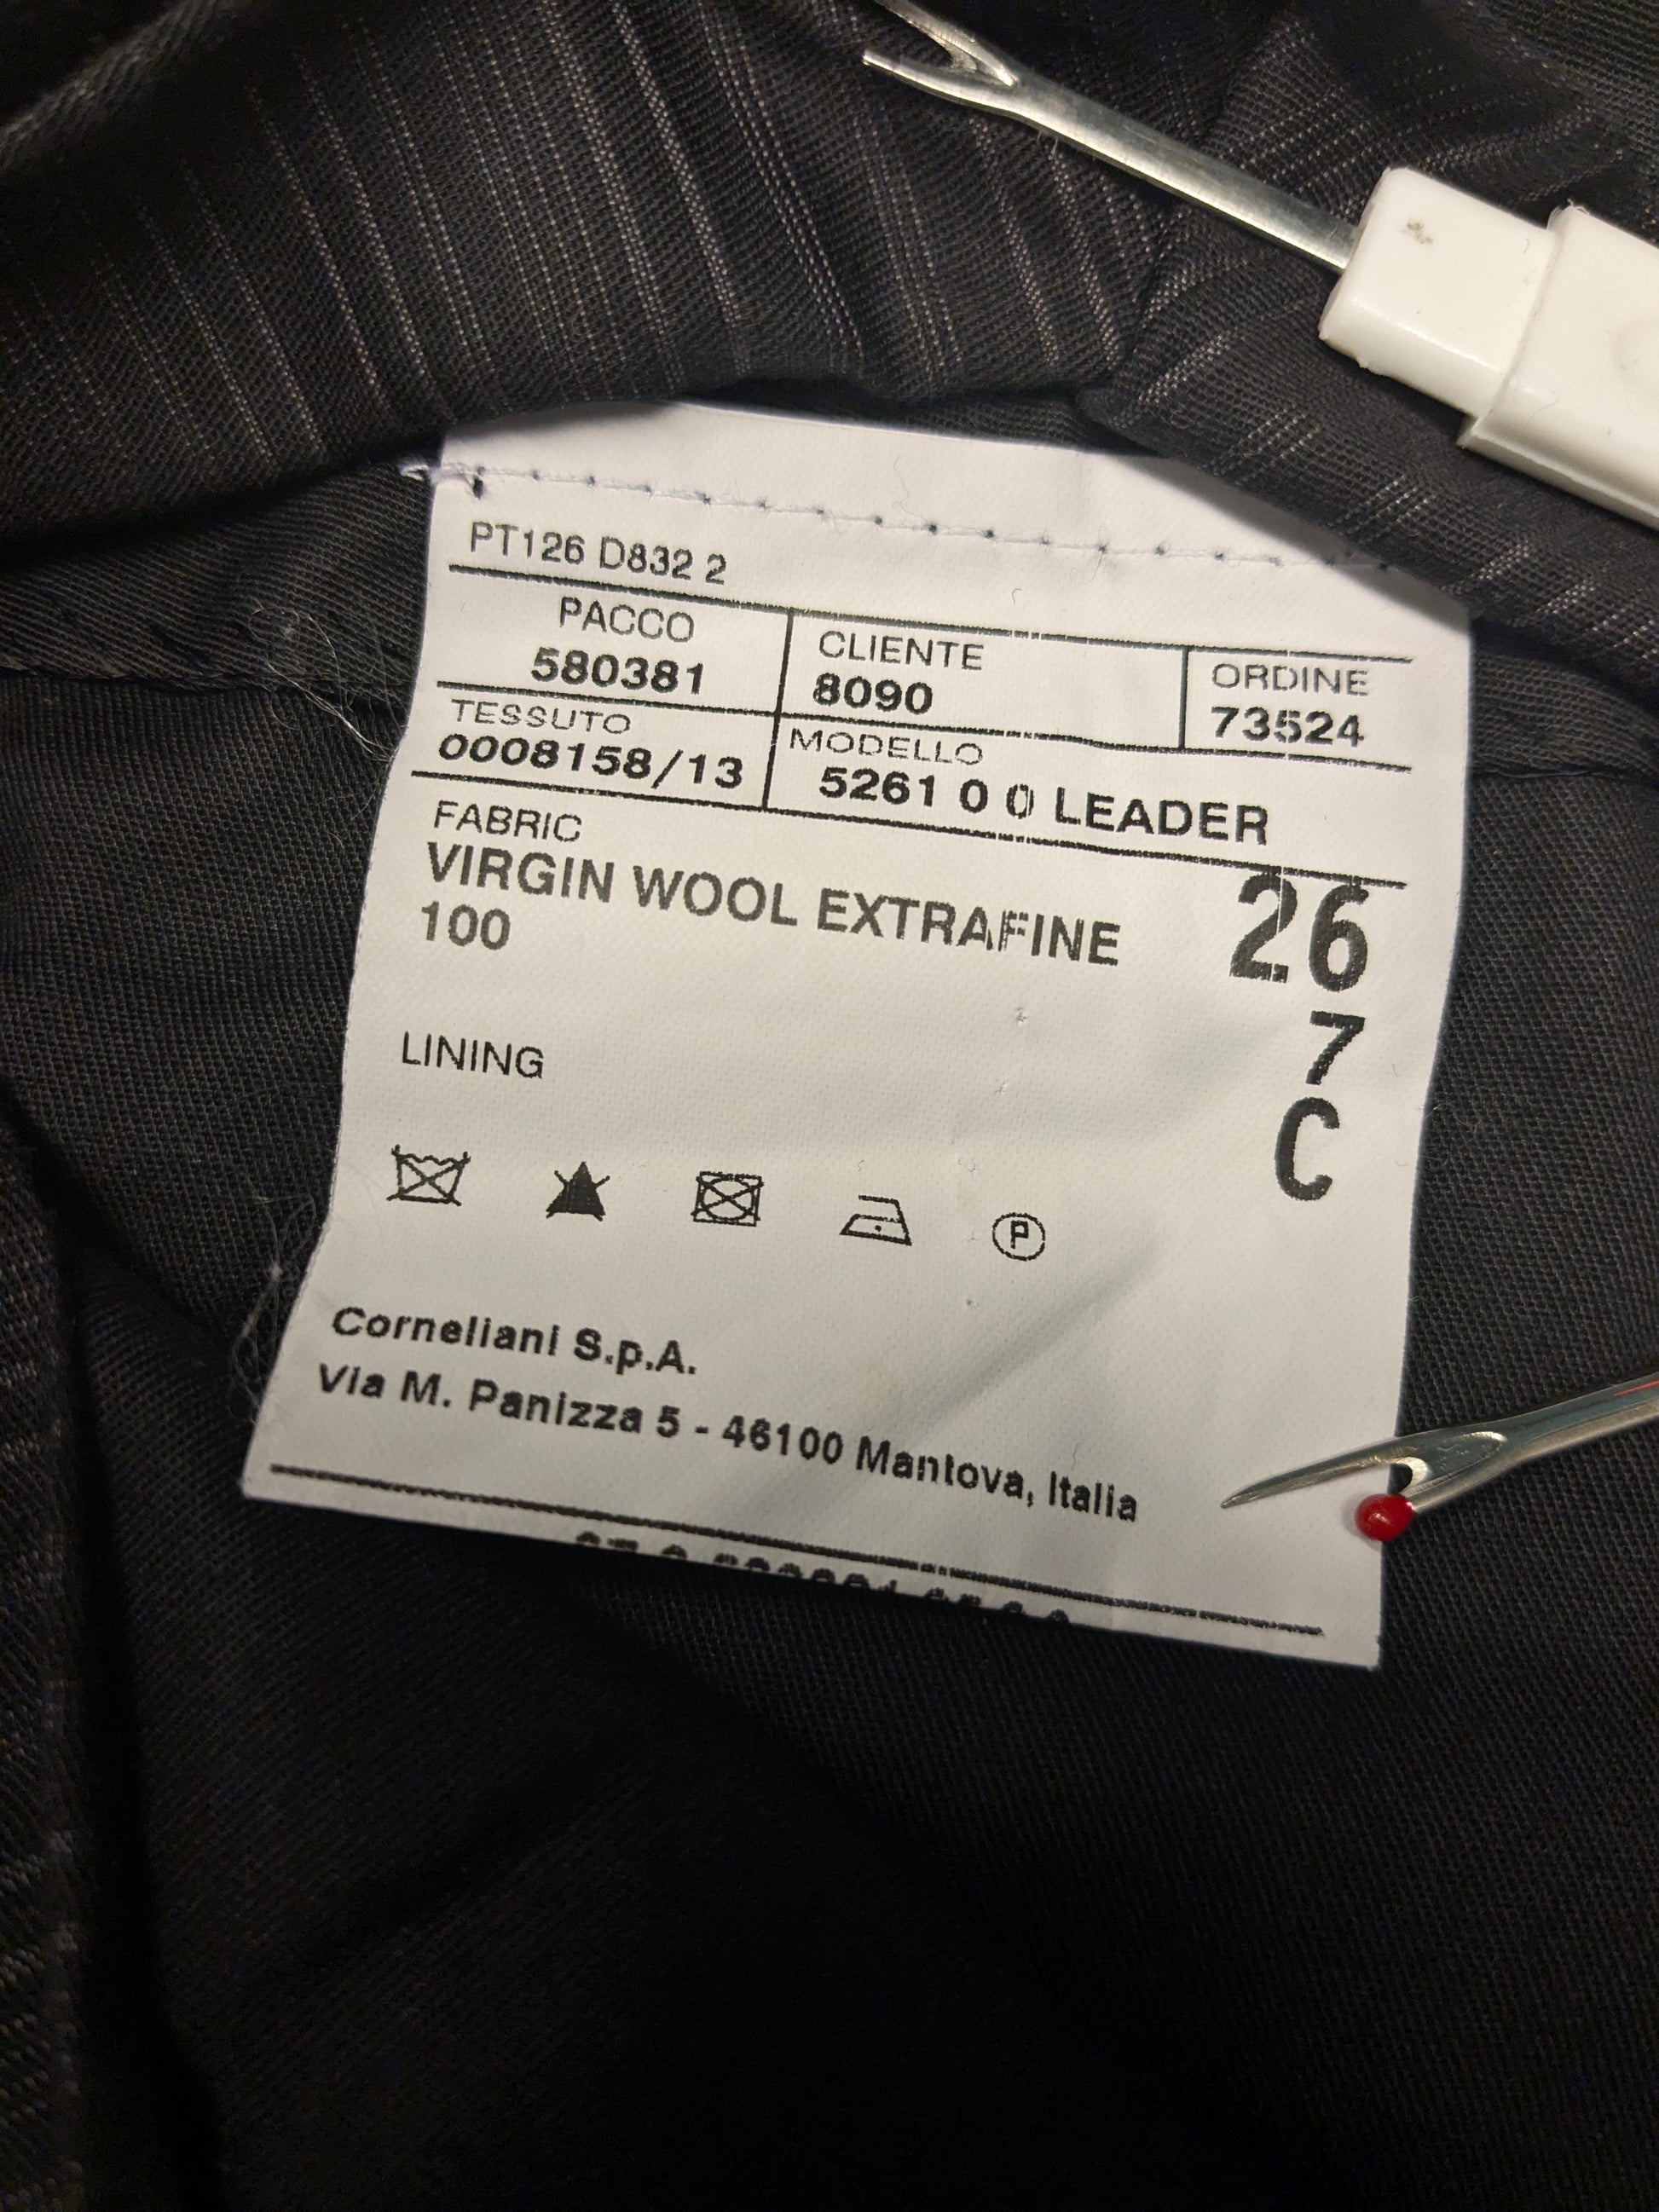 PT126 D832 2
PACCO
580381
CLIENTE
8090
ORDINE
73524
TESSUTO
0008158/13
MODELLO
5261 0 0 LEADER
FABRIC
VIRGIN WOOL EXTRAFINE
100
26
7
C
LINING
P
Corneliani S.p.A.
Via M. Panizza 5 - 46100 Mantova, Italia